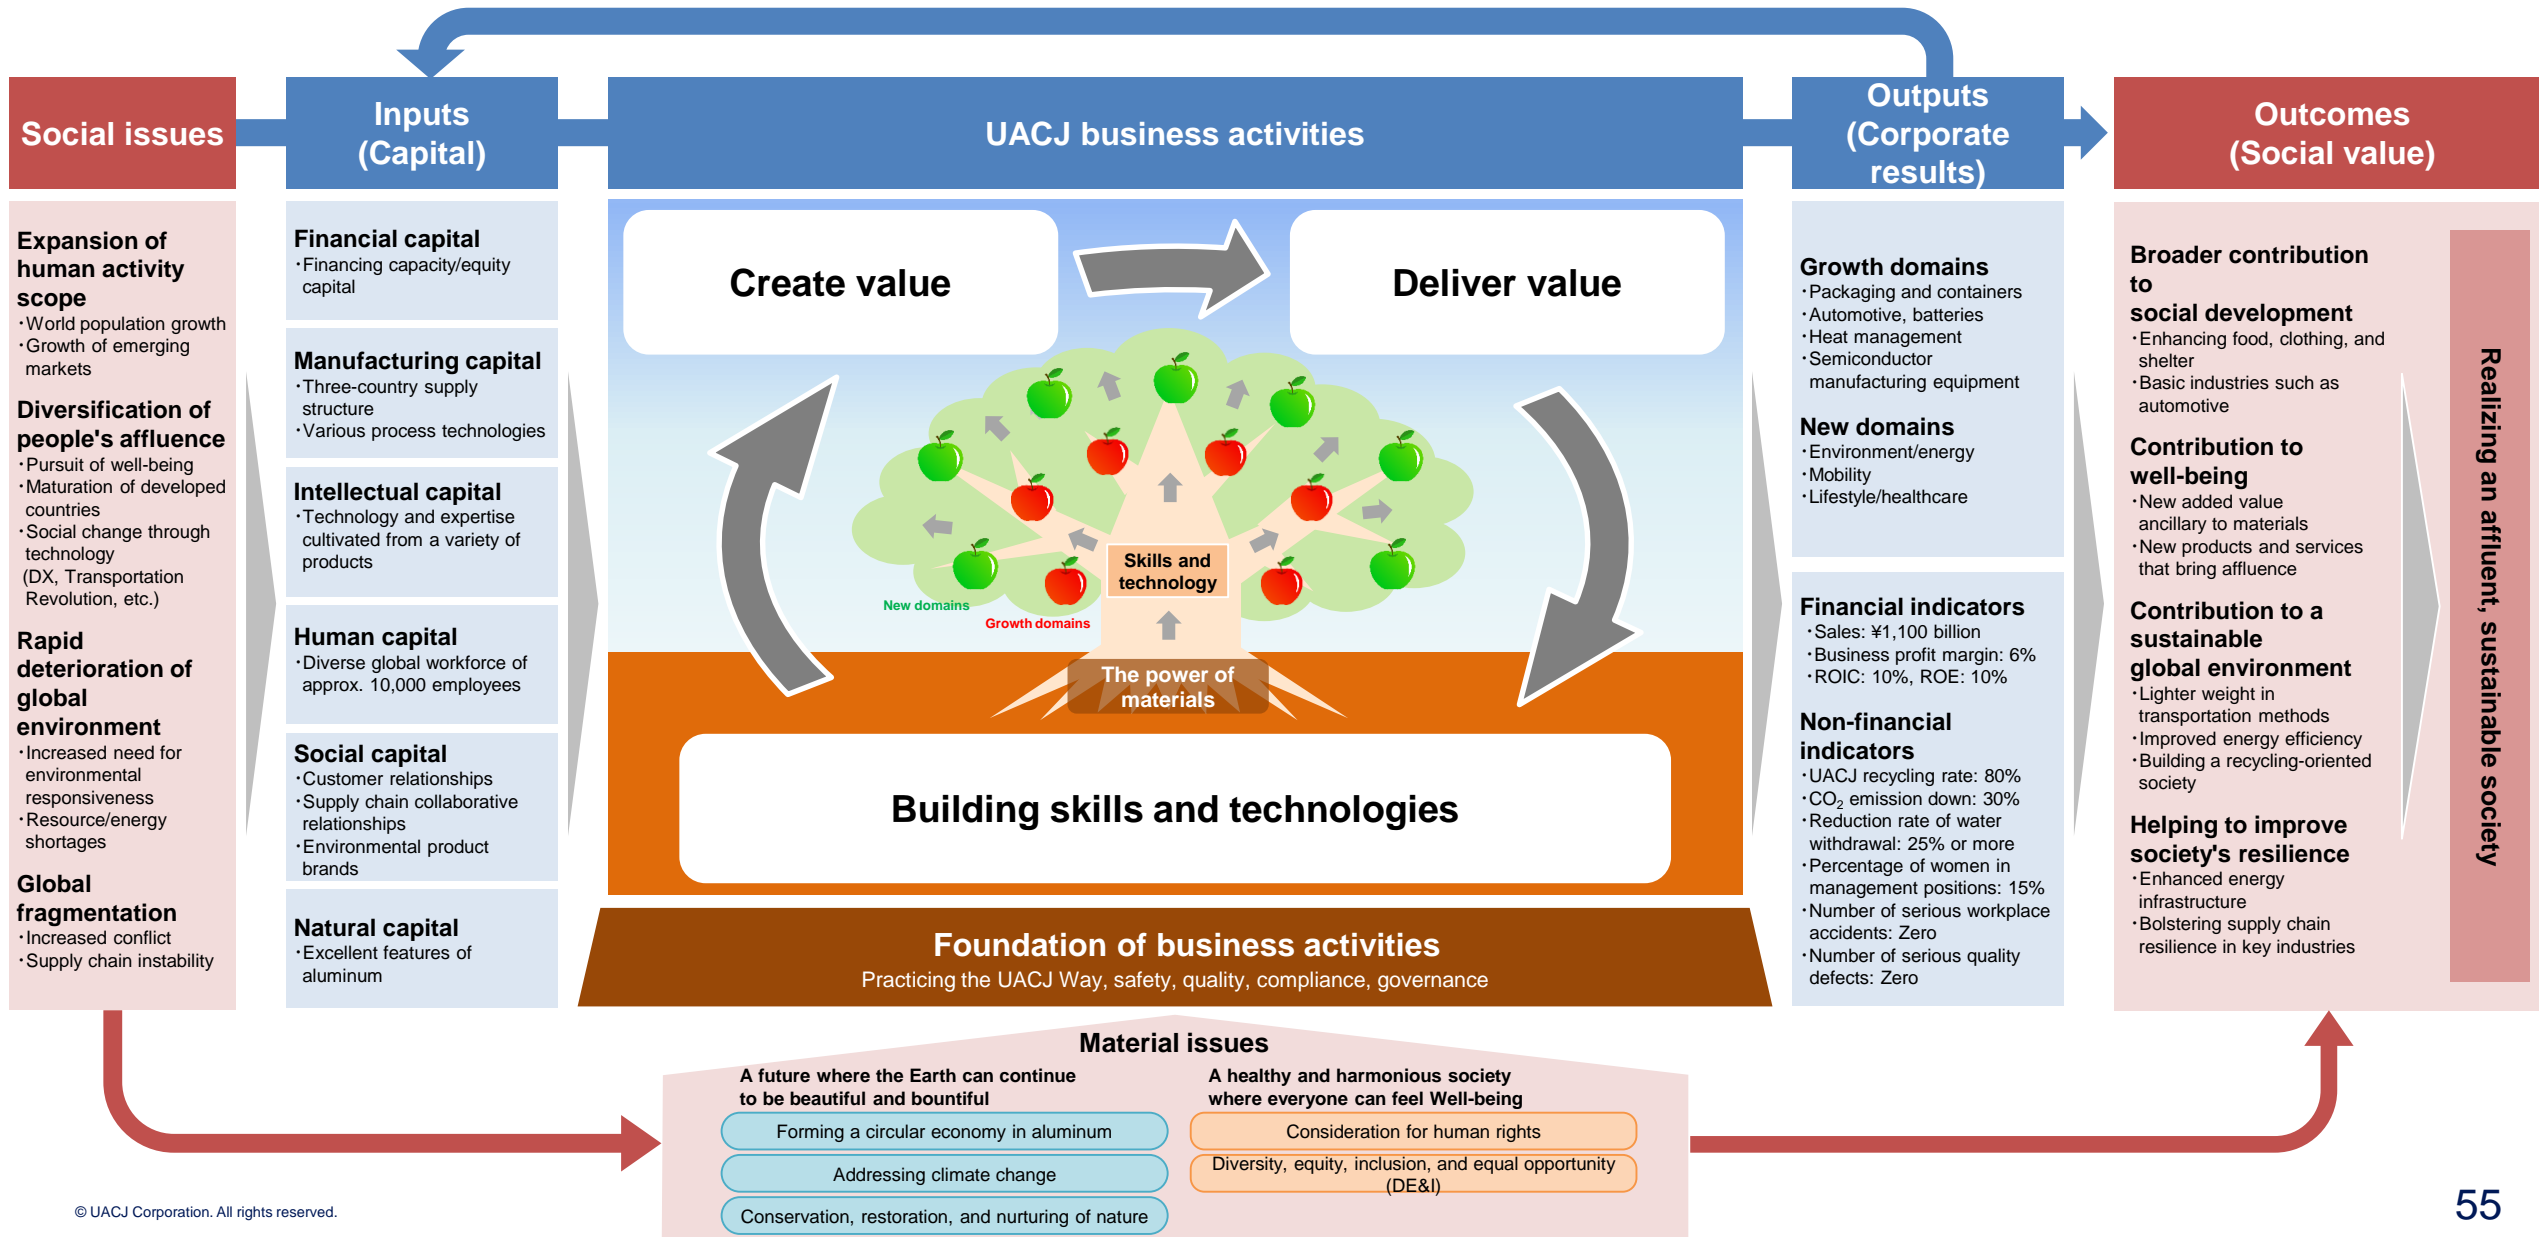 Social issues
Inputs
(Capital)
UACJ business activities
Outputs
(Corporate
results)
Outcomes
(Social value)
Expansion of
human activity
scope
・World population growth
・Growth of emerging
markets
Diversification of
people's affluence
・Pursuit of well-being
・Maturation of developed
countries
・Social change through
technology
(DX, Transportation
Revolution, etc.)
Rapid
deterioration of
global
environment
・Increased need for
environmental
responsiveness
・Resource/energy
shortages
Global
fragmentation
・Increased conflict
・Supply chain instability
Financial capital
・Financing capacity/equity
capital
Manufacturing capital
・Three-country supply
structure
・Various process technologies
Intellectual capital
・Technology and expertise
cultivated from a variety of
products
Human capital
・Diverse global workforce of
approx. 10,000 employees
Social capital
・Customer relationships
・Supply chain collaborative
relationships
・Environmental product
brands
Natural capital
・Excellent features of
aluminum
Create value
Deliver value
Skills and
technology
New domains
Growth domains
The power of
materials
Building skills and technologies
Foundation of business activities
Practicing the UACJ Way, safety, quality, compliance, governance
Growth domains
・Packaging and containers
・Automotive, batteries
・Heat management
・Semiconductor
manufacturing equipment
New domains
・Environment/energy
・Mobility
・Lifestyle/healthcare
Financial indicators
・Sales: ¥1,100 billion
・Business profit margin: 6%
・ROIC: 10%, ROE: 10%
Non-financial
indicators
・UACJ recycling rate: 80%
・CO₂ emission down: 30%
・Reduction rate of water
withdrawal: 25% or more
・Percentage of women in
management positions: 15%
・Number of serious workplace
accidents: Zero
・Number of serious quality
defects: Zero
Broader contribution
to
social development
・Enhancing food, clothing, and
shelter
・Basic industries such as
automotive
Contribution to
well-being
・New added value
ancillary to materials
・New products and services
that bring affluence
Contribution to a
sustainable
global environment
・Lighter weight in
transportation methods
・Improved energy efficiency
・Building a recycling-oriented
society
Helping to improve
society's resilience
・Enhanced energy
infrastructure
・Bolstering supply chain
resilience in key industries
Realizing an affluent, sustainable society
Material issues
A future where the Earth can continue
to be beautiful and bountiful
Forming a circular economy in aluminum
Addressing climate change
Conservation, restoration, and nurturing of nature
A healthy and harmonious society
where everyone can feel Well-being
Consideration for human rights
Diversity, equity, inclusion, and equal opportunity
(DE&I)
© UACJ Corporation. All rights reserved.
55